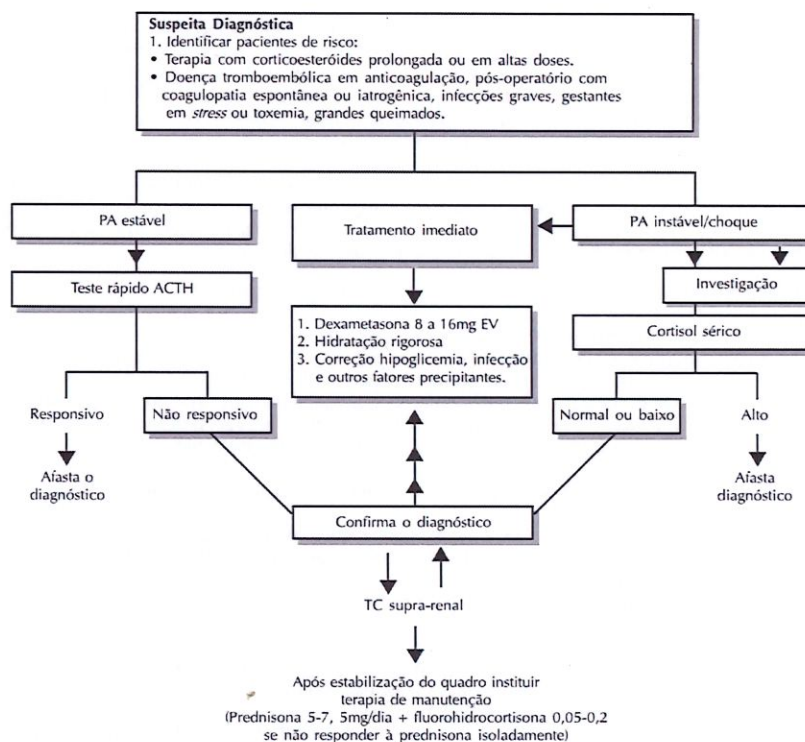 Suspeita Diagnóstica
1. Identificar pacientes de risco:
• Terapia com corticoesteróides prolongada ou em altas doses.
• Doença tromboembólica em anticoagulação, pós-operatório com
coagulopatia espontânea ou iatrogênica, infecções graves, gestantes
em stress ou toxemia, grandes queimados.
PA estável
Tratamento imediato
PA instável/choque
Teste rápido ACTH
Investigação
1. Dexametasona 8 a 16mg EV
2. Hidratação rigorosa
3. Correção hipoglicemia, infecção
e outros fatores precipitantes.
Cortisol sérico
Responsivo
Não responsivo
Normal ou baixo
Alto
Afasta o
diagnóstico
Afasta
diagnóstico
Confirma o diagnóstico
TC supra-renal
Após estabilização do quadro instituir
terapia de manutenção
(Prednisona 5-7, 5mg/dia + fluorohidrocortisona 0,05-0,2
se não responder à prednisona isoladamente)